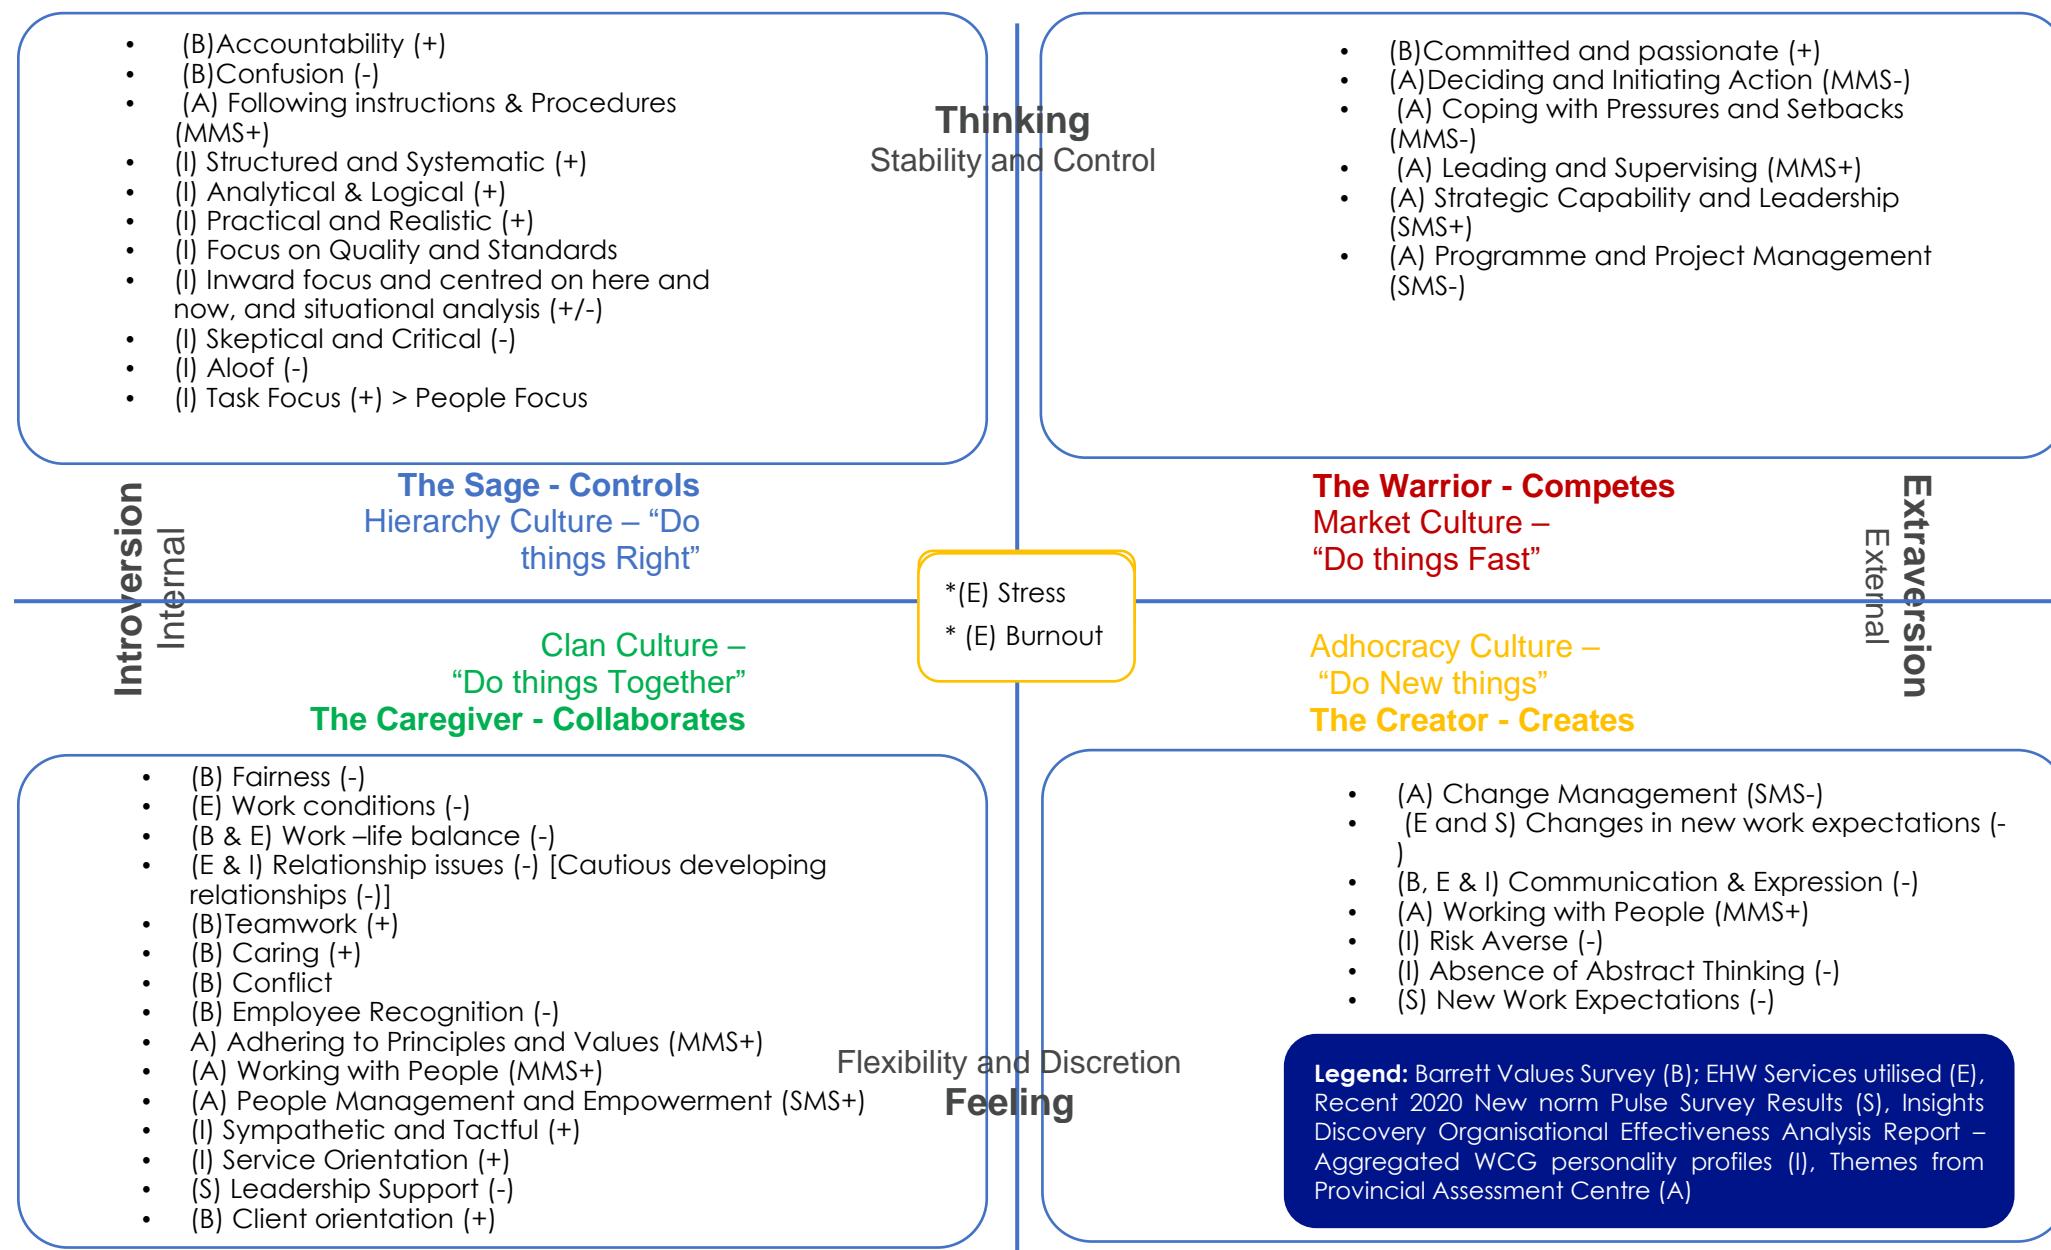 • (B)Accountability (+)
• (B)Confusion (-)
• (A) Following instructions & Procedures
(MMS+)
• (I) Structured and Systematic (+)
• (I) Analytical & Logical (+)
• (I) Practical and Realistic (+)
• (I) Focus on Quality and Standards
• (I) Inward focus and centred on here and
now, and situational analysis (+/-)
• (I) Skeptical and Critical (-)
• (I) Aloof (-)
• (I) Task Focus (+) > People Focus
Thinking
Stability and Control
• (B)Committed and passionate (+)
• (A)Deciding and Initiating Action (MMS-)
• (A) Coping with Pressures and Setbacks
(MMS-)
• (A) Leading and Supervising (MMS+)
• (A) Strategic Capability and Leadership
(SMS+)
• (A) Programme and Project Management
(SMS-)
Introversion
Internal
The Sage - Controls
Hierarchy Culture – “Do
things Right”
The Warrior - Competes
Market Culture –
“Do things Fast”
Extraversion
External
*(E) Stress
* (E) Burnout
Clan Culture –
“Do things Together”
The Caregiver - Collaborates
Adhocracy Culture –
“Do New things”
The Creator - Creates
• (B) Fairness (-)
• (E) Work conditions (-)
• (B & E) Work –life balance (-)
• (E & I) Relationship issues (-) [Cautious developing
relationships (-)]
• (B)Teamwork (+)
• (B) Caring (+)
• (B) Conflict
• (B) Employee Recognition (-)
• A) Adhering to Principles and Values (MMS+)
• (A) Working with People (MMS+)
• (A) People Management and Empowerment (SMS+)
• (I) Sympathetic and Tactful (+)
• (I) Service Orientation (+)
• (S) Leadership Support (-)
• (B) Client orientation (+)
Flexibility and Discretion
Feeling
• (A) Change Management (SMS-)
• (E and S) Changes in new work expectations (-
)
• (B, E & I) Communication & Expression (-)
• (A) Working with People (MMS+)
• (I) Risk Averse (-)
• (I) Absence of Abstract Thinking (-)
• (S) New Work Expectations (-)
Legend: Barrett Values Survey (B); EHW Services utilised (E),
Recent 2020 New norm Pulse Survey Results (S), Insights
Discovery Organisational Effectiveness Analysis Report –
Aggregated WCG personality profiles (I), Themes from
Provincial Assessment Centre (A)